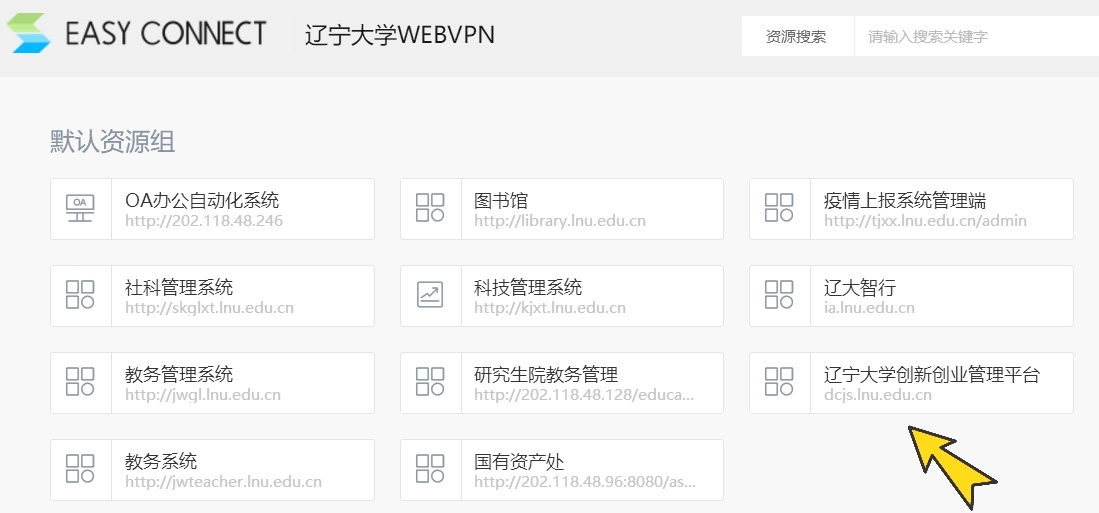 EASY CONNECT 辽宁大学WEBVPN 资源搜索 请输入搜索关键字
默认资源组
OA OA办公自动化系统
http://202.118.48.246
图书馆
http://library.lnu.edu.cn
疫情上报系统管理端
http://tjxx.lnu.edu.cn/admin
社科管理系统
http://skglxt.lnu.edu.cn
科技管理系统
http://kjxt.lnu.edu.cn
辽大智行
ia.lnu.edu.cn
教务管理系统
http://jwgl.lnu.edu.cn
研究生院教务管理
http://202.118.48.128/educa...
辽宁大学创新创业管理平台
dcjs.lnu.edu.cn
教务系统
http://jwteacher.lnu.edu.cn
国有资产处
http://202.118.48.96:8080/as...